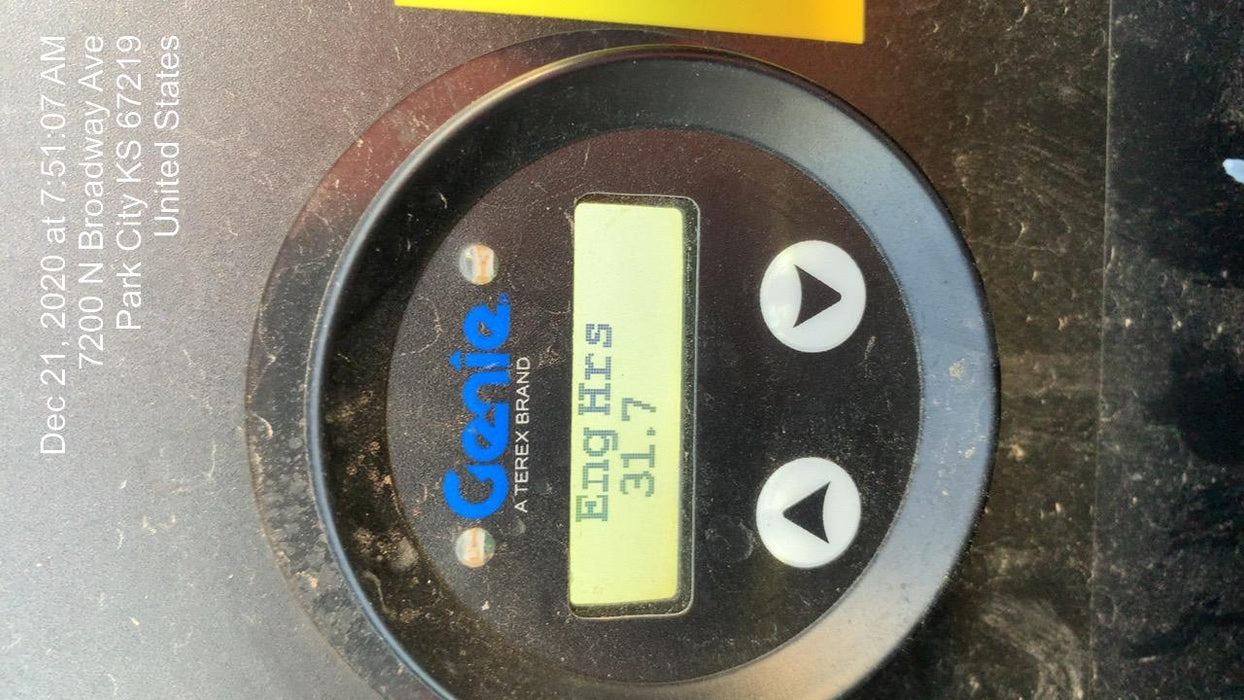 Dec 21, 2020 at 7:51:07 AM
7200 N Broadway Ave
Park City KS 67219
United States
Genie
A TEREX BRAND
Eng Hrs
31.7